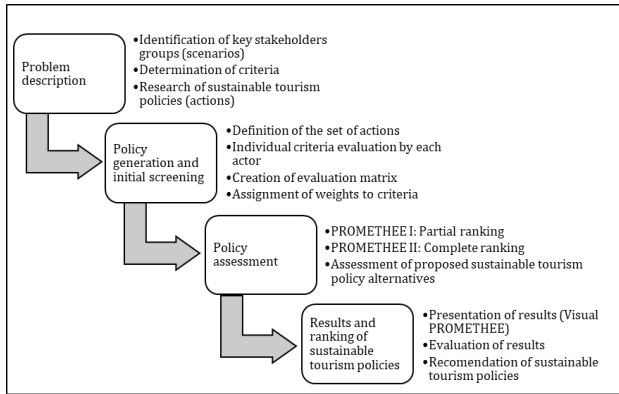 Problem
description
•Identification of key stakeholders
groups (scenarios)
•Determination of criteria
•Research of sustainable tourism
policies (actions)
Policy
generation and
initial screening
•Definition of the set of actions
•Individual criteria evaluation by each
actor
•Creation of evaluation matrix
•Assignment of weights to criteria
Policy
assessment
•PROMETHEE I: Partial ranking
•PROMETHEE II: Complete ranking
•Assessment of proposed sustainable tourism
policy alternatives
Results and
ranking of
sustainable
tourism policies
•Presentation of results (Visual
PROMETHEE)
•Evaluation of results
•Recomendation of sustainable
tourism policies